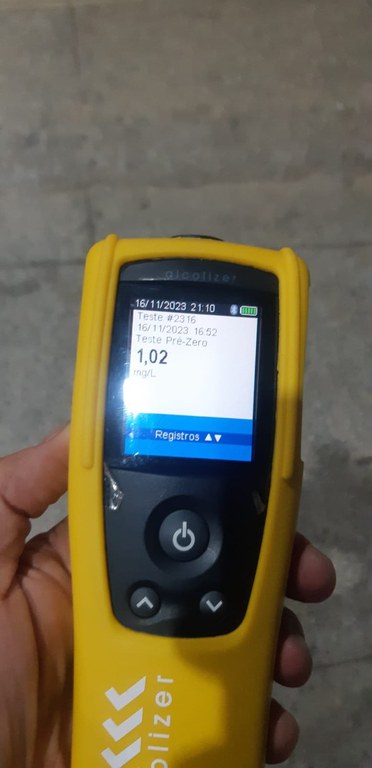 alcolizer
16/11/2023 21:10
Teste #2316
16/11/2023 16:52
Teste Pré-Zero
1,02
mg/L
Registros ▲▼
olizer